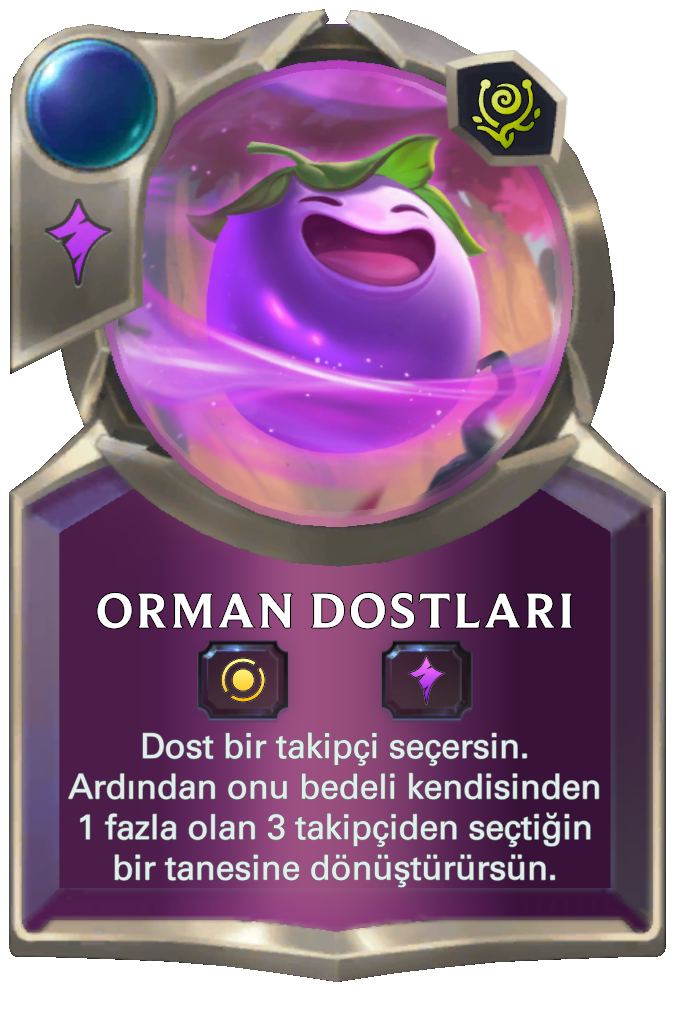 ORMAN DOSTLARI
Dost bir takipçi seçersin.
Ardından onu bedeli kendisinden
1 fazla olan 3 takipçiden seçtiğin
bir tanesine dönüştürürsün.